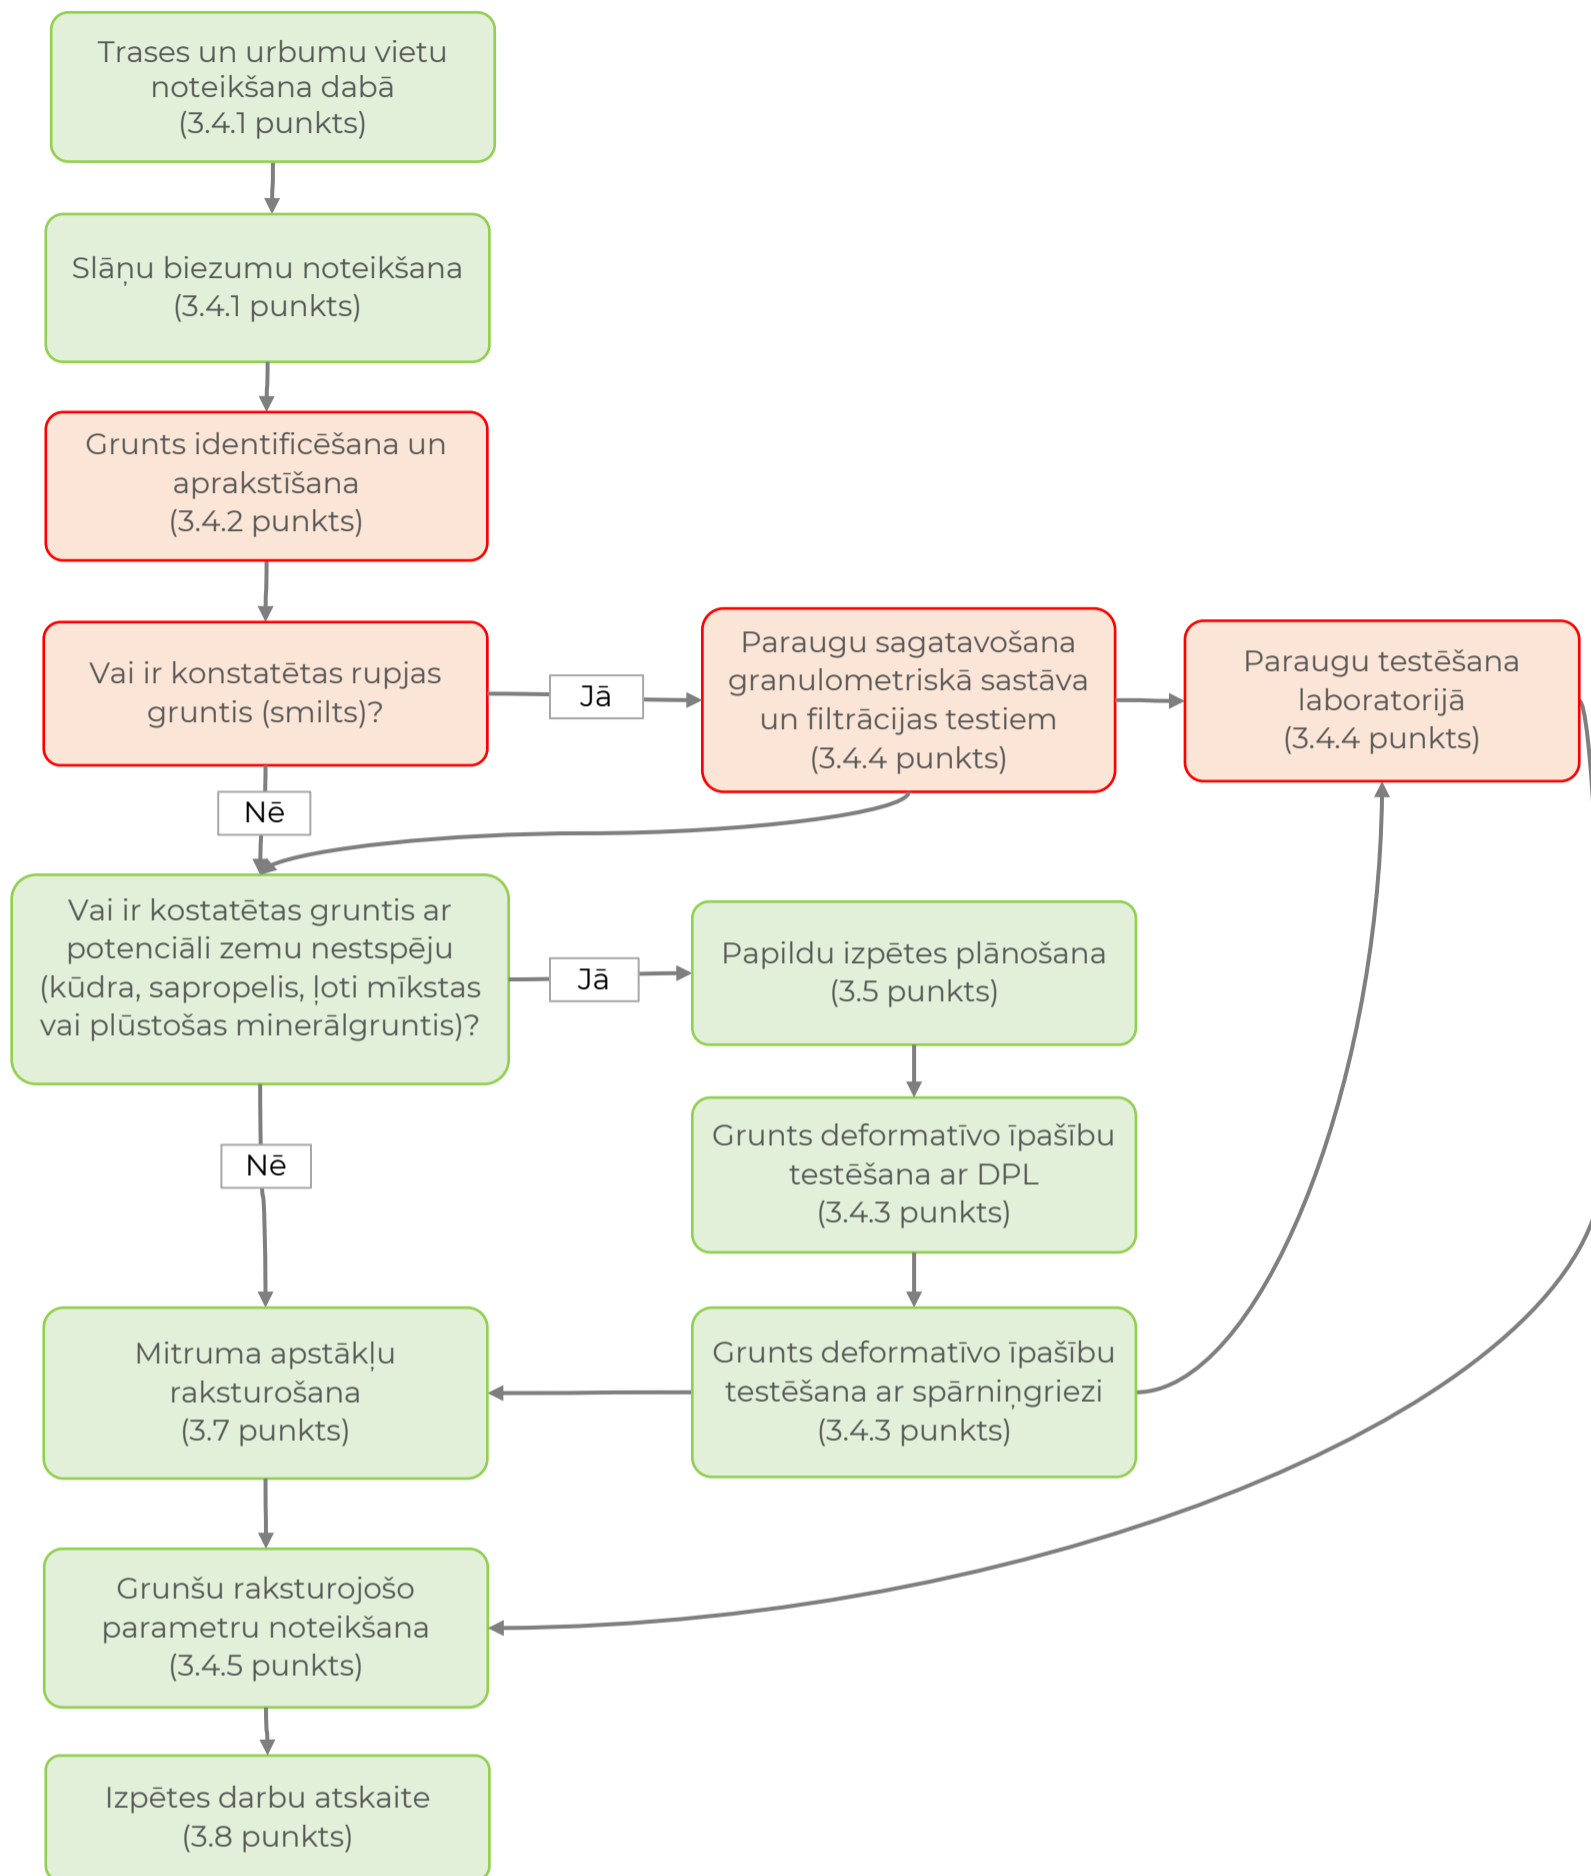 Trases un urbumu vietu
noteikšana dabā
(3.4.1 punkts)
Slāņu biezumu noteikšana
(3.4.1 punkts)
Grunts identificēšana un
aprakstīšana
(3.4.2 punkts)
Vai ir konstatētas rupjas
gruntis (smilts)?
Jā
Paraugu sagatavošana
granulometriskā sastāva
un filtrācijas testiem
(3.4.4 punkts)
Paraugu testēšana
laboratorijā
(3.4.4 punkts)
Nē
Vai ir kostatētas gruntis ar
potenciāli zemu nestspēju
(kūdra, sapropelis, ļoti mīkstas
vai plūstošas minerālgruntis)?
Jā
Papildu izpētes plānošana
(3.5 punkts)
Grunts deformatīvo īpašību
testēšana ar DPL
(3.4.3 punkts)
Nē
Mitruma apstākļu
raksturošana
(3.7 punkts)
Grunts deformatīvo īpašību
testēšana ar spārniņgriezi
(3.4.3 punkts)
Grunšu raksturojošo
parametru noteikšana
(3.4.5 punkts)
Izpētes darbu atskaite
(3.8 punkts)